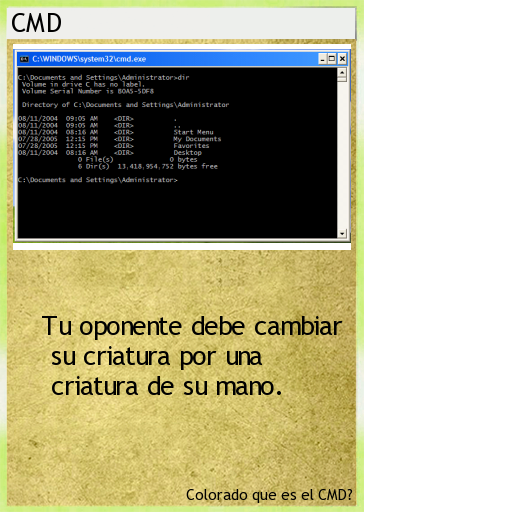 CMD
C:\WINDOWS\system32\cmd.exe
C:\Documents and Settings\Administrator>dir
Volume in drive C has no label.
Volume Serial Number is B0A5-5DF8
Directory of C:\Documents and Settings\Administrator
08/11/2004 09:05 AM <DIR> .
08/11/2004 09:05 AM <DIR> ..
08/11/2004 08:16 AM <DIR> Start Menu
07/28/2005 12:15 PM <DIR> My Documents
07/28/2005 12:15 PM <DIR> Favorites
08/11/2004 08:16 AM <DIR> Desktop
0 File(s) 0 bytes
6 Dir(s) 13.418.954.752 bytes free
C:\Documents and Settings\Administrator>
Tu oponente debe cambiar
su criatura por una
criatura de su mano.
Colorado que es el CMD?